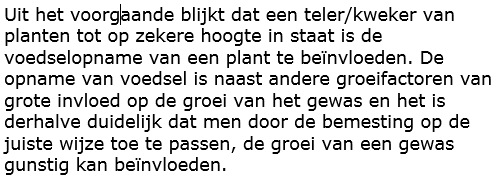 Uit het voorgaande blijkt dat een teler/kweker van
planten tot op zekere hoogte in staat is de
voedselopname van een plant te beïnvloeden. De
opname van voedsel is naast andere groeifactoren van
grote invloed op de groei van het gewas en het is
derhalve duidelijk dat men door de bemesting op de
juiste wijze toe te passen, de groei van een gewas
gunstig kan beïnvloeden.